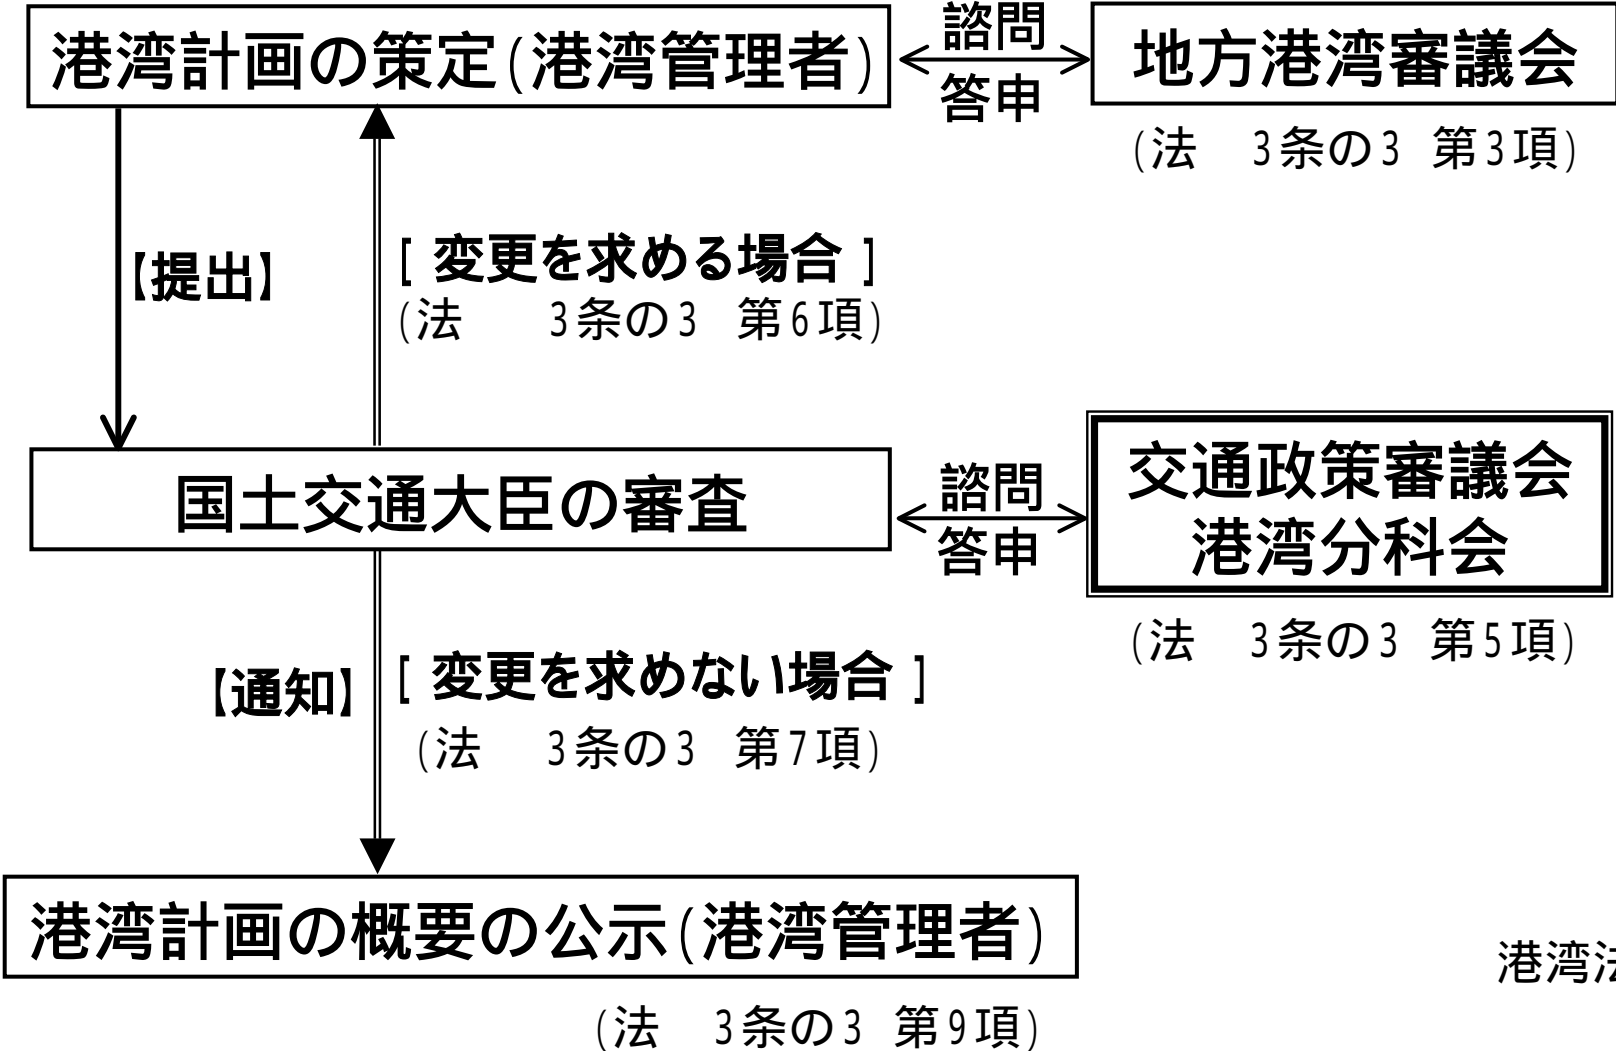 港湾計画の策定(港湾管理者)
諮問
答申
地方港湾審議会
(法 3条の3 第3項)
【提出】
[ 変更を求める場合 ]
(法 3条の3 第6項)
国土交通大臣の審査
諮問
答申
交通政策審議会
港湾分科会
(法 3条の3 第5項)
【通知】
[ 変更を求めない場合 ]
(法 3条の3 第7項)
港湾計画の概要の公示(港湾管理者)
(法 3条の3 第9項)
港湾法